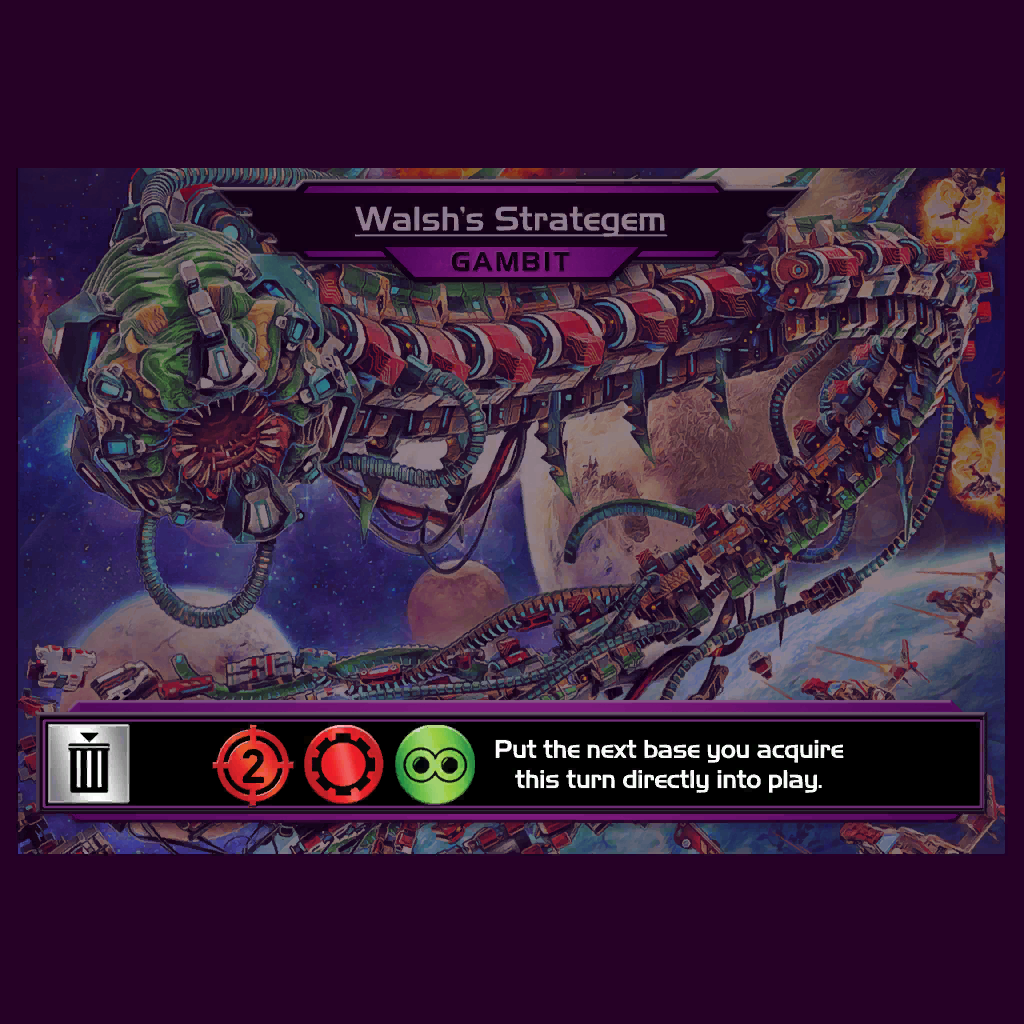 Walsh's Strategem
GAMBIT
2
Put the next base you acquire
this turn directly into play.